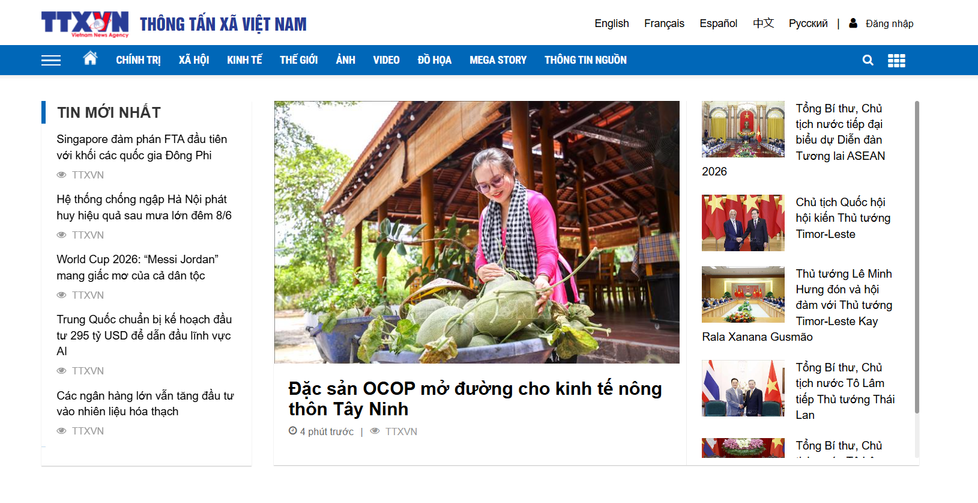 TTXVN
Vietnam News Agency
THÔNG TẤN XÃ VIỆT NAM
English Français Español 中文 Русский | Đăng nhập
CHÍNH TRỊ XÃ HỘI KINH TẾ THẾ GIỚI ẢNH VIDEO ĐỒ HỌA MEGA STORY THÔNG TIN NGUỒN
TIN MỚI NHẤT
Singapore đàm phán FTA đầu tiên
với khối các quốc gia Đông Phi
TTXVN
Hệ thống chống ngập Hà Nội phát
huy hiệu quả sau mưa lớn đêm 8/6
TTXVN
World Cup 2026: “Messi Jordan”
mang giấc mơ của cả dân tộc
TTXVN
Trung Quốc chuẩn bị kế hoạch đầu
tư 295 tỷ USD để dẫn đầu lĩnh vực
AI
TTXVN
Các ngân hàng lớn vẫn tăng đầu tư
vào nhiên liệu hóa thạch
TTXVN
Đặc sản OCOP mở đường cho kinh tế nông
thôn Tây Ninh
4 phút trước | TTXVN
Tổng Bí thư, Chủ
tịch nước tiếp đại
biểu dự Diễn đàn
Tương lai ASEAN
2026
Chủ tịch Quốc hội
hội kiến Thủ tướng
Timor-Leste
Thủ tướng Lê Minh
Hưng đón và hội
đàm với Thủ tướng
Timor-Leste Kay
Rala Xanana Gusmão
Tổng Bí thư, Chủ
tịch nước Tô Lâm
tiếp Thủ tướng Thái
Lan
Tổng Bí thư, Chủ